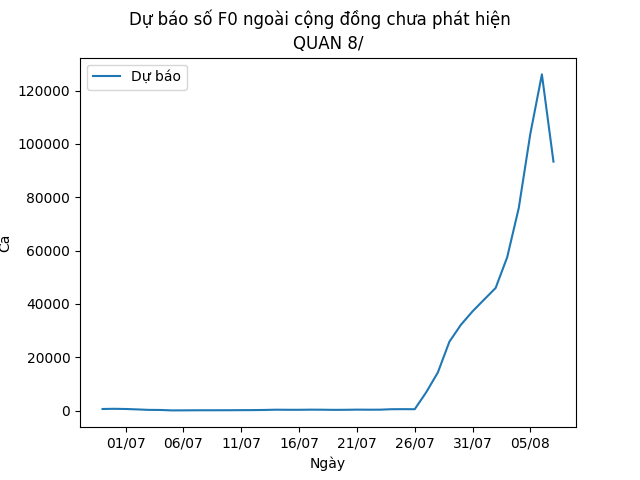 Dự báo số F0 ngoài cộng đồng chưa phát hiện
QUAN 8/
Dự báo
120000
100000
80000
60000
40000
20000
0
Ca
01/07 06/07 11/07 16/07 21/07 26/07 31/07 05/08
Ngày